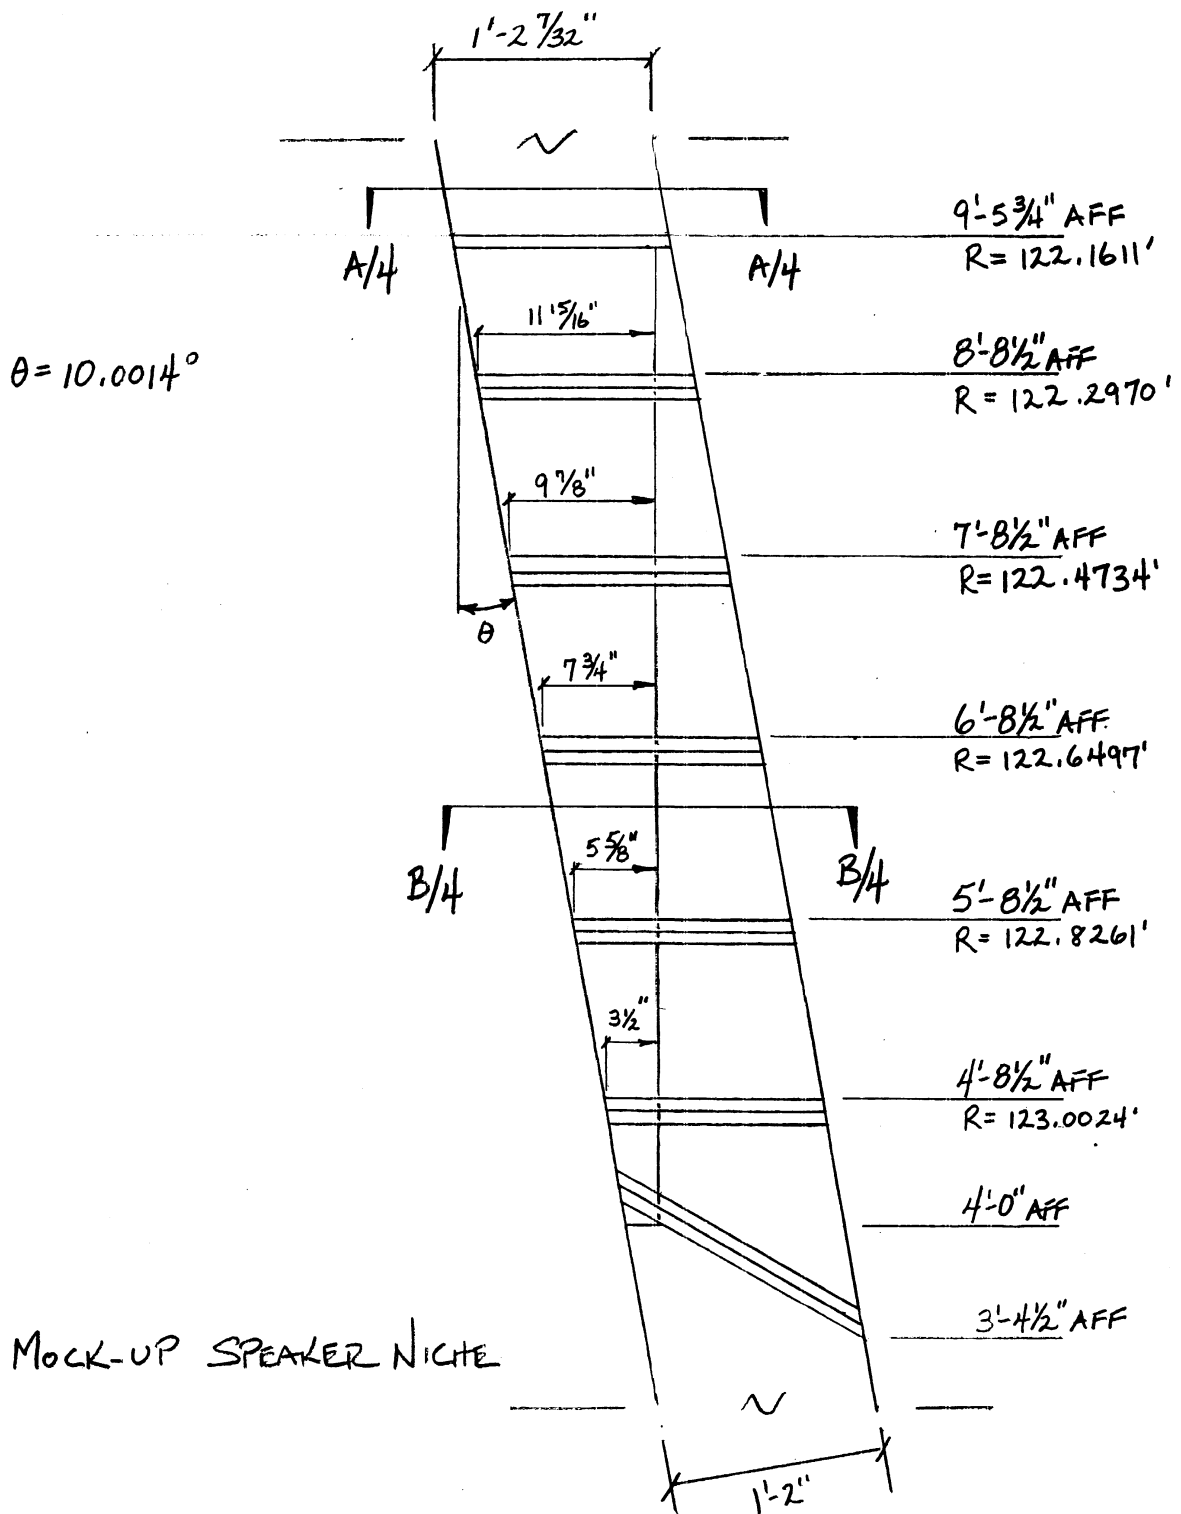 1'-2 7/32"
A/4
A/4
9'-5 3/4" AFF
R= 122.1611'
11 15/16"
θ= 10.0014°
8'-8 1/2" AFF
R= 122.2970'
9 7/8"
7'-8 1/2" AFF
R= 122.4734'
θ
7 3/4"
6'-8 1/2" AFF
R= 122.6497'
5 5/8"
B/4
B/4
5'-8 1/2" AFF
R= 122.8261'
3 1/2"
4'-8 1/2" AFF
R= 123.0024'
4'-0" AFF
3'-4 1/2" AFF
MOCK-UP SPEAKER NICHE
1'-2"